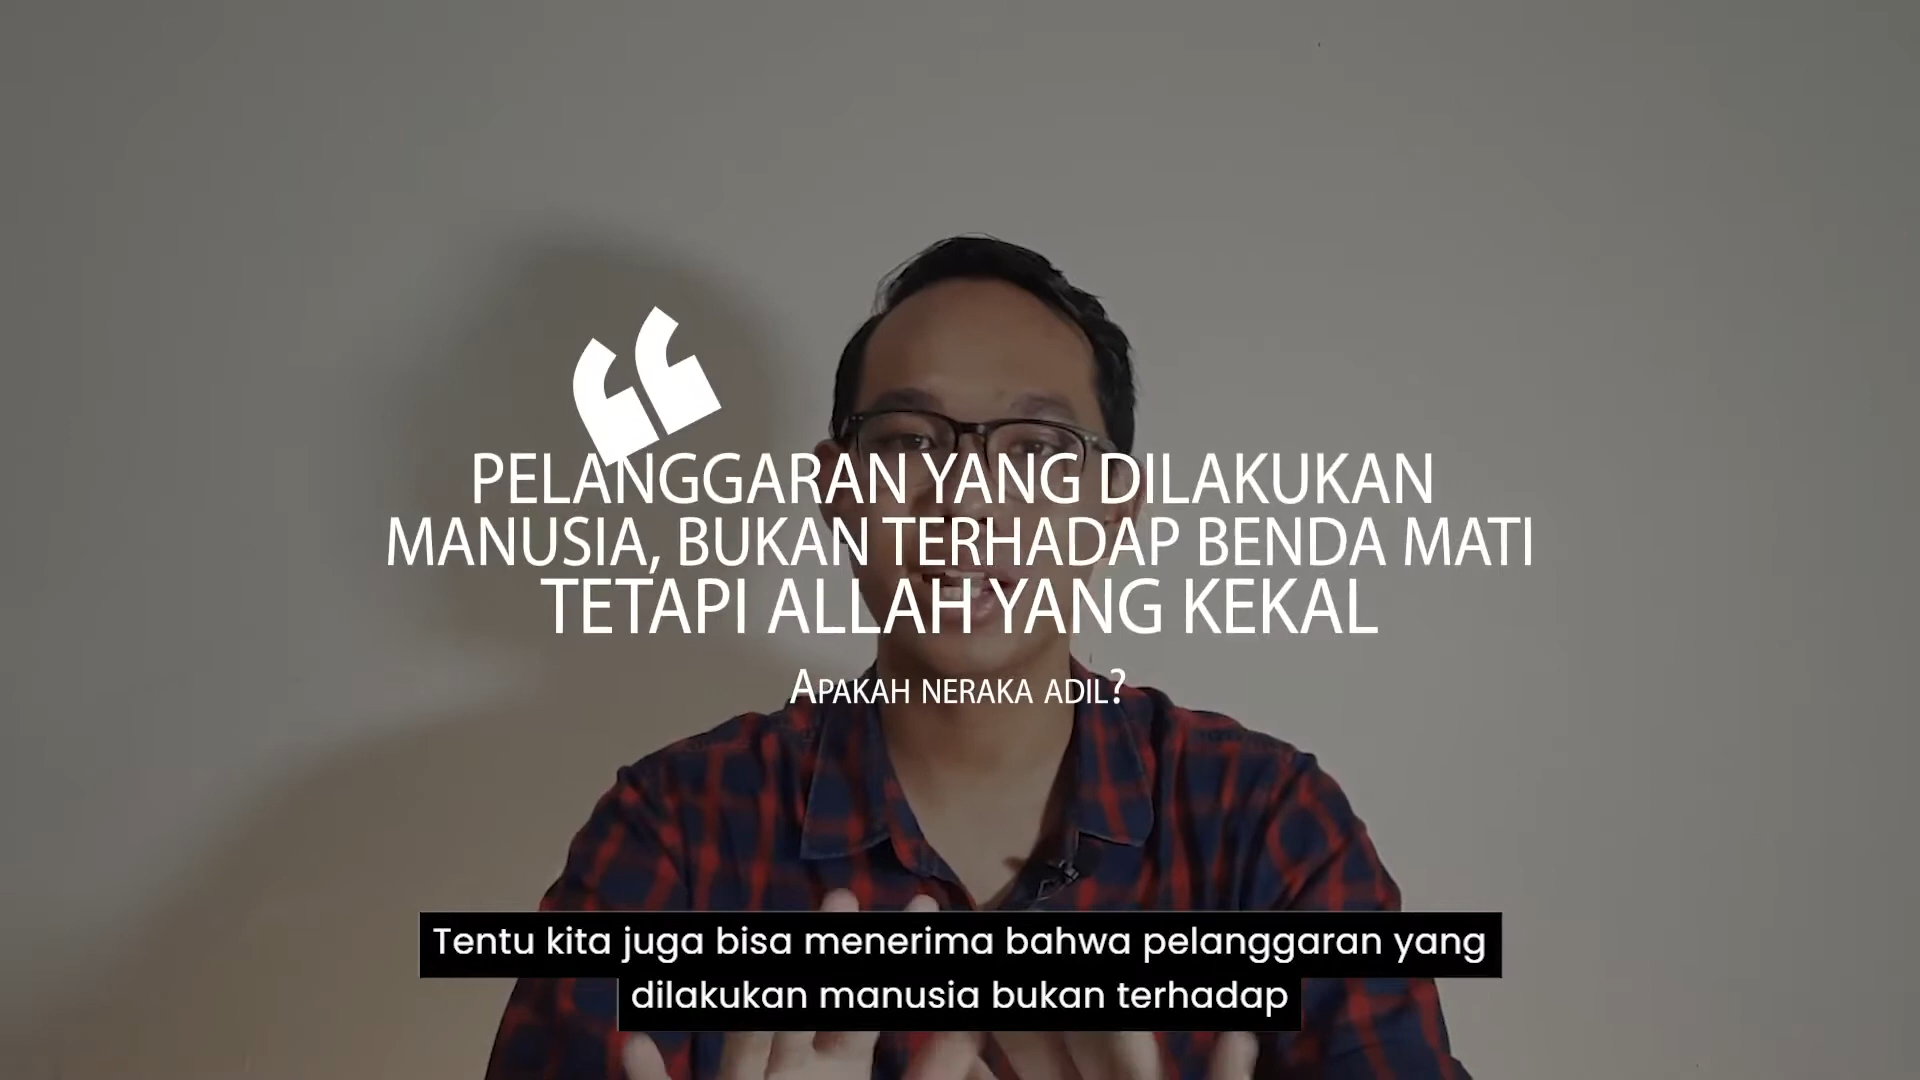 PELANGGARAN YANG DILAKUKAN
MANUSIA, BUKAN TERHADAP BENDA MATI
TETAPI ALLAH YANG KEKAL
Apakah neraka adil?
Tentu kita juga bisa menerima bahwa pelanggaran yang
dilakukan manusia bukan terhadap